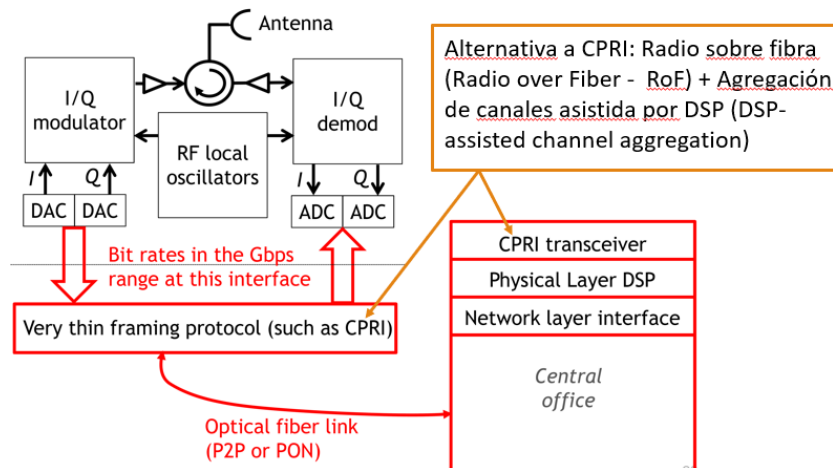 Antenna
I/Q
modulator
I/Q
demod
RF local
oscillators
I
Q
I
Q
DAC
DAC
ADC
ADC
Bit rates in the Gbps
range at this interface
Very thin framing protocol (such as CPRI)
Optical fiber link
(P2P or PON)
Alternativa a CPRI: Radio sobre fibra
(Radio over Fiber - RoF) + Agregación
de canales asistida por DSP (DSP-
assisted channel aggregation)
CPRI transceiver
Physical Layer DSP
Network layer interface
Central
office